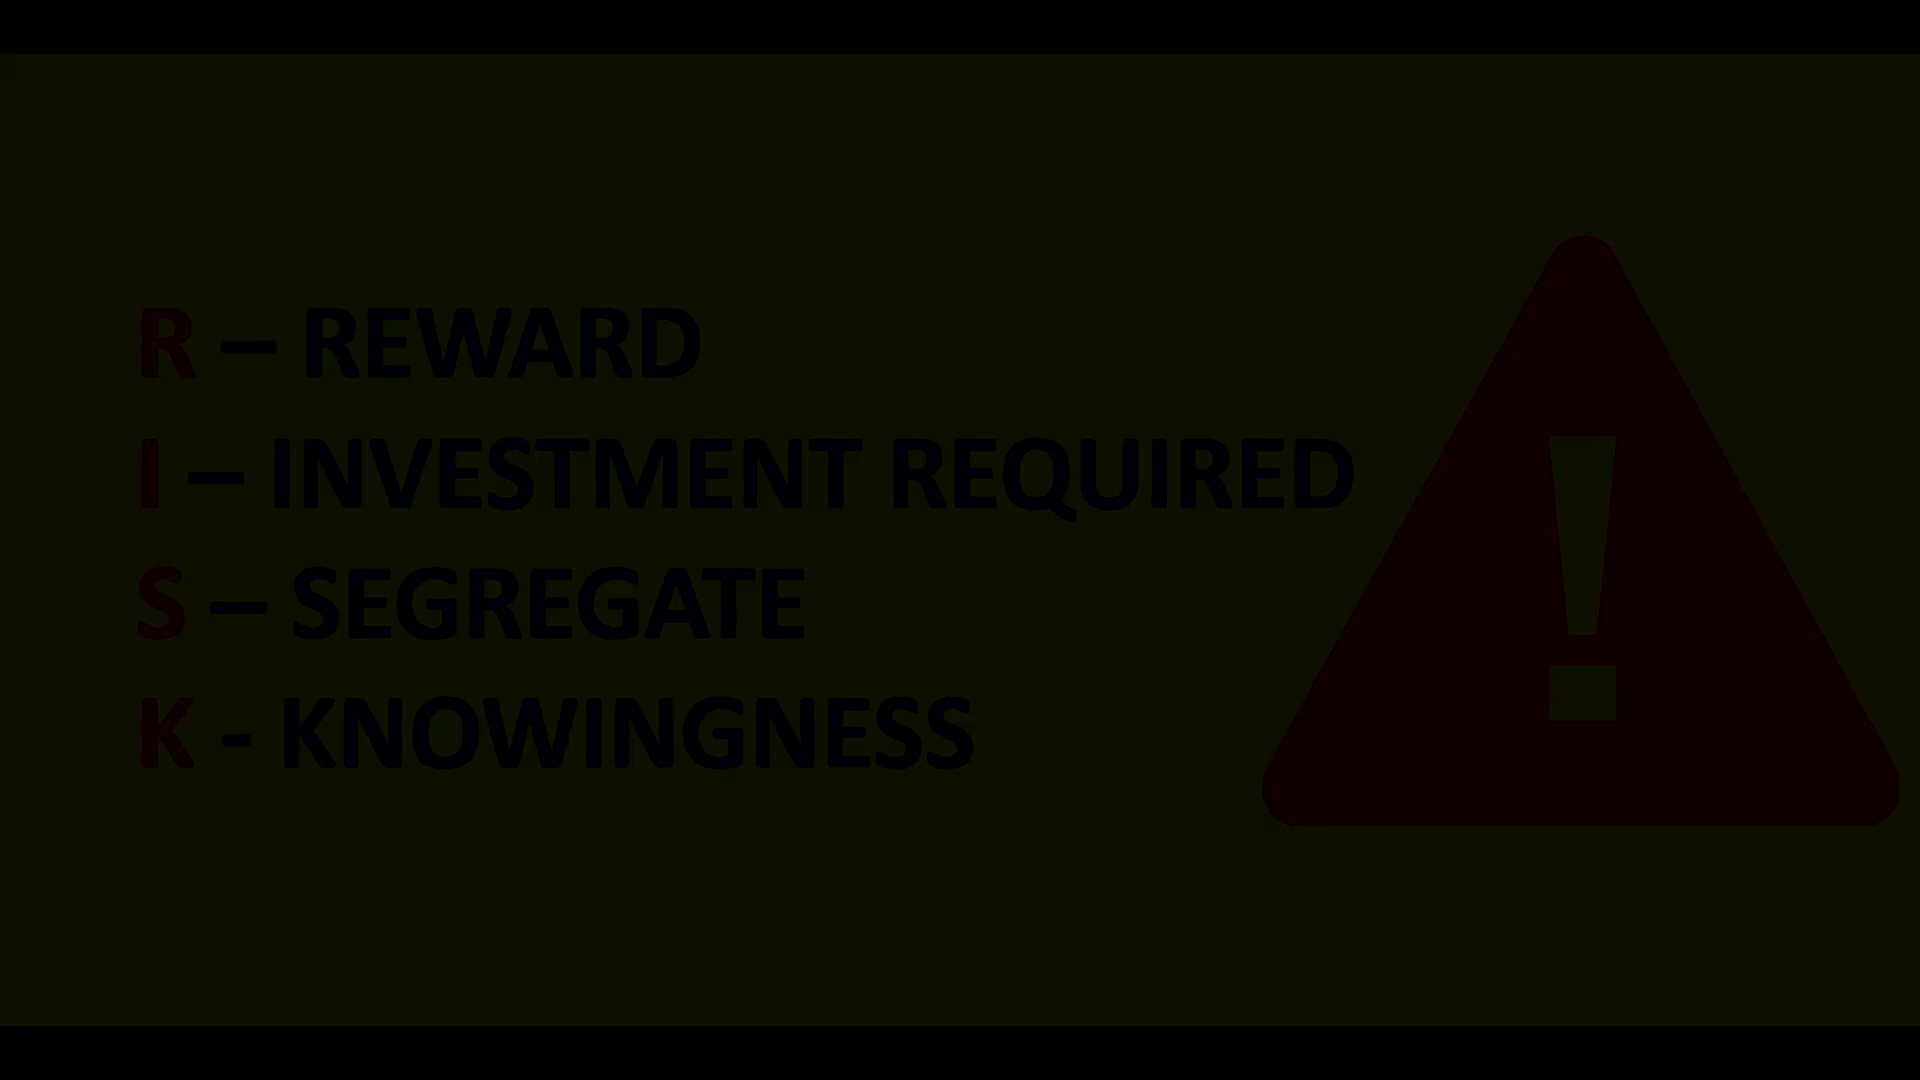 R – REWARD
I – INVESTMENT REQUIRED
S – SEGREGATE
K - KNOWINGNESS
!